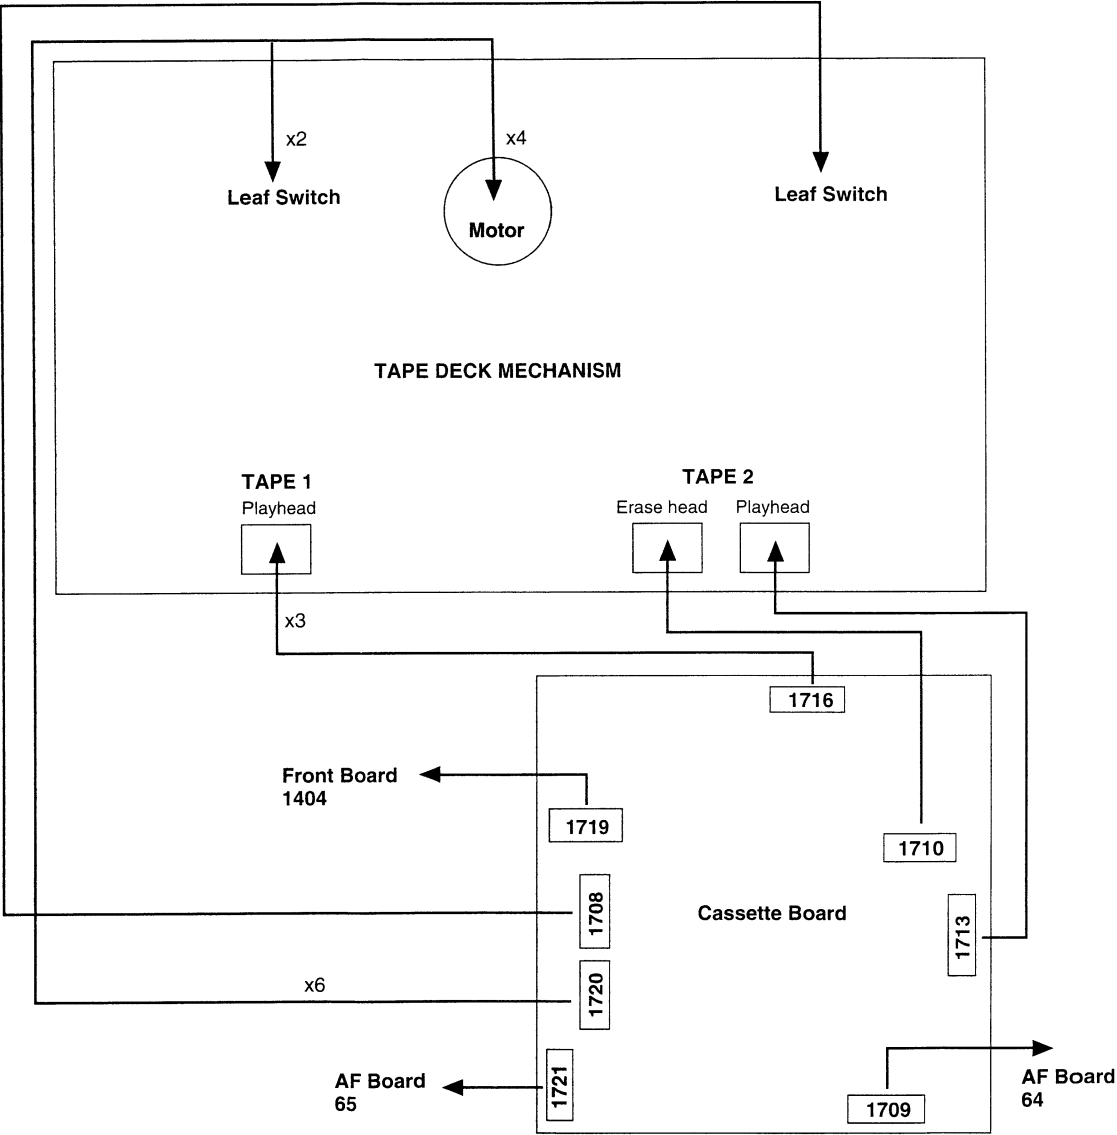 x2
x4
Leaf Switch
Leaf Switch
Motor
TAPE DECK MECHANISM
TAPE 1
Playhead
TAPE 2
Erase head
Playhead
x3
1716
Front Board
1404
1719
1710
1708
Cassette Board
1713
x6
1720
AF Board
65
1721
1709
AF Board
64